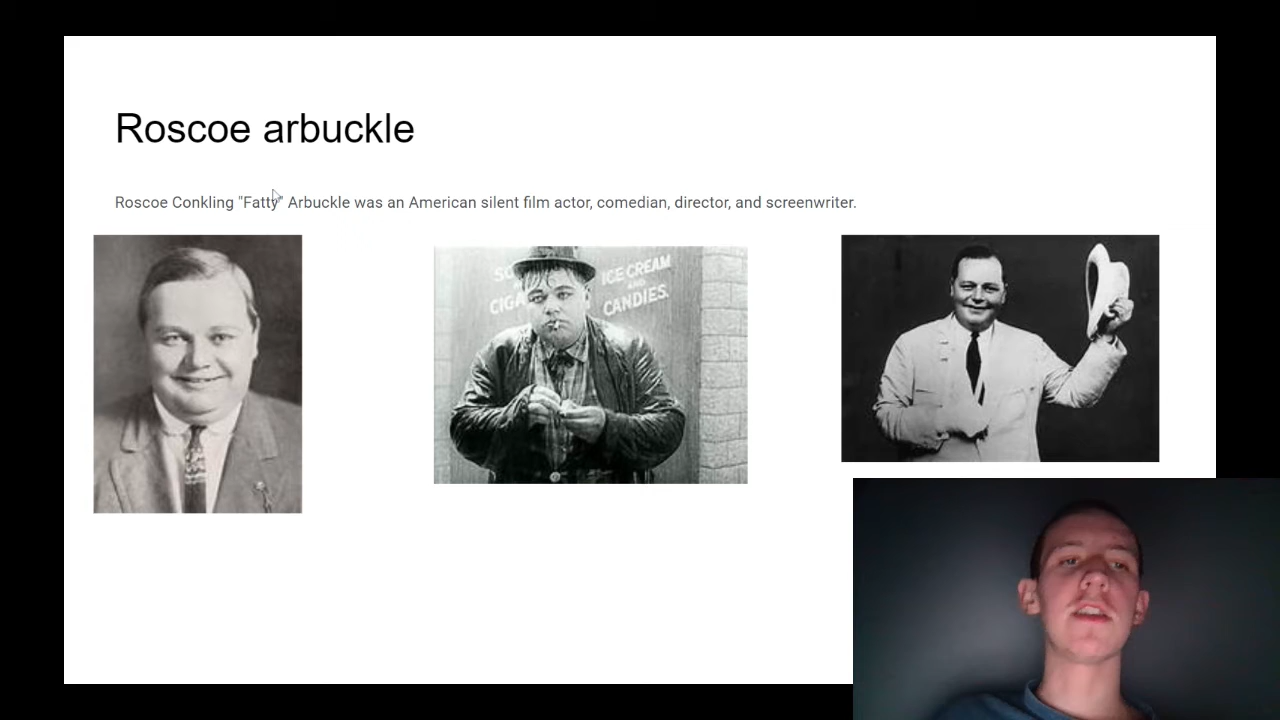 Roscoe arbuckle
Roscoe Conkling "Fatty" Arbuckle was an American silent film actor, comedian, director, and screenwriter.
ICE CREAM
AND
CANDIES.